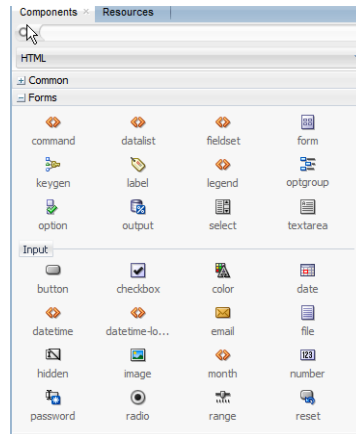 Components Resources
HTML
Common
Forms
command datalist fieldset form
keygen label legend optgroup
option output select textarea
Input
button checkbox color date
datetime datetime-lo... email file
hidden image month number
123
password radio range reset